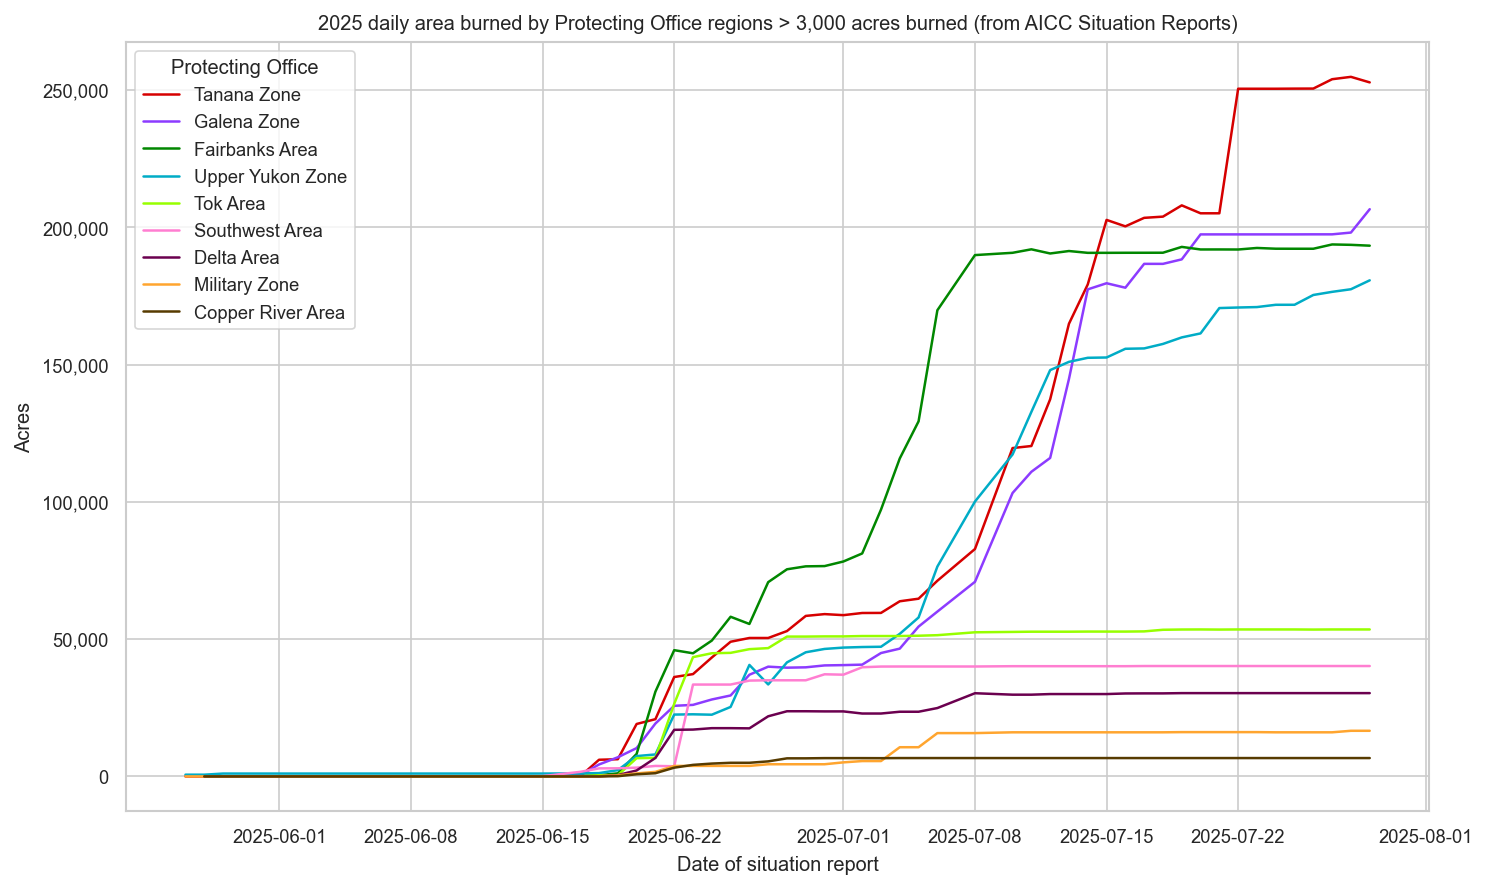 2025 daily area burned by Protecting Office regions > 3,000 acres burned (from AICC Situation Reports)
Protecting Office
Tanana Zone
Galena Zone
Fairbanks Area
Upper Yukon Zone
Tok Area
Southwest Area
Delta Area
Military Zone
Copper River Area
250,000
200,000
150,000
100,000
50,000
0
Acres
2025-06-01 2025-06-08 2025-06-15 2025-06-22 2025-07-01 2025-07-08 2025-07-15 2025-07-22 2025-08-01
Date of situation report